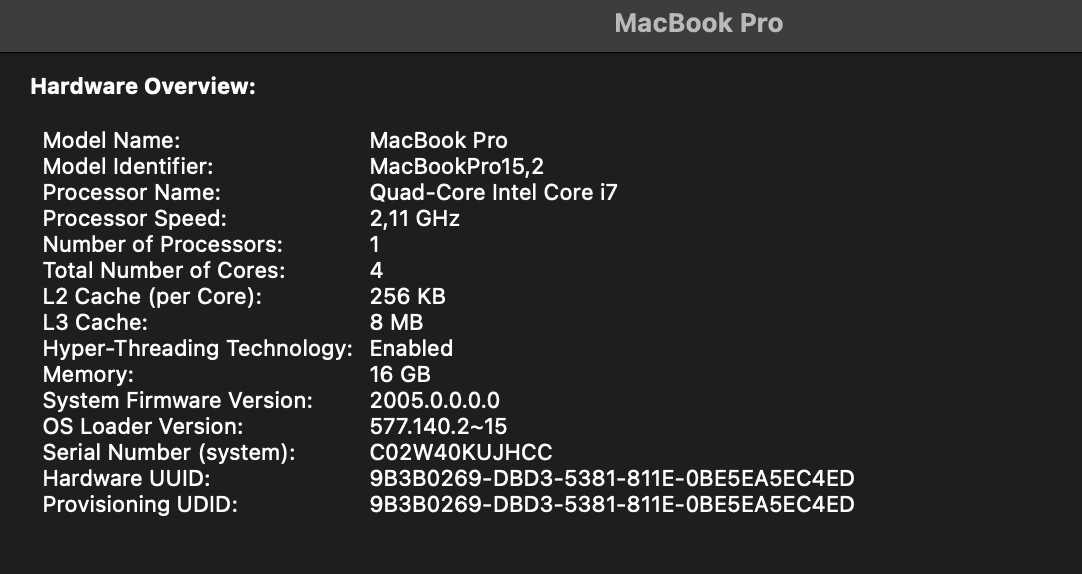 MacBook Pro
Hardware Overview:
Model Name: MacBook Pro
Model Identifier: MacBookPro15,2
Processor Name: Quad-Core Intel Core i7
Processor Speed: 2,11 GHz
Number of Processors: 1
Total Number of Cores: 4
L2 Cache (per Core): 256 KB
L3 Cache: 8 MB
Hyper-Threading Technology: Enabled
Memory: 16 GB
System Firmware Version: 2005.0.0.0.0
OS Loader Version: 577.140.2~15
Serial Number (system): C02W40KUJHCC
Hardware UUID: 9B3B0269-DBD3-5381-811E-0BE5EA5EC4ED
Provisioning UDID: 9B3B0269-DBD3-5381-811E-0BE5EA5EC4ED